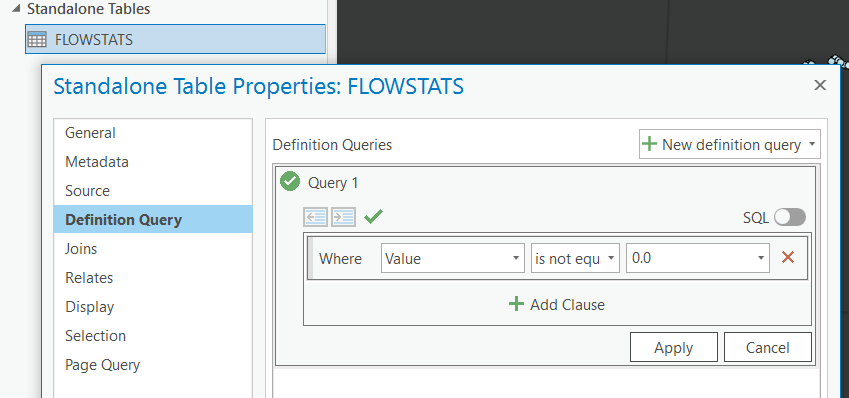 Standalone Tables
FLOWSTATS
Standalone Table Properties: FLOWSTATS
General
Metadata
Source
Definition Query
Joins
Relates
Display
Selection
Page Query
Definition Queries
New definition query
Query 1
SQL
Where Value is not equ 0.0
Add Clause
Apply Cancel